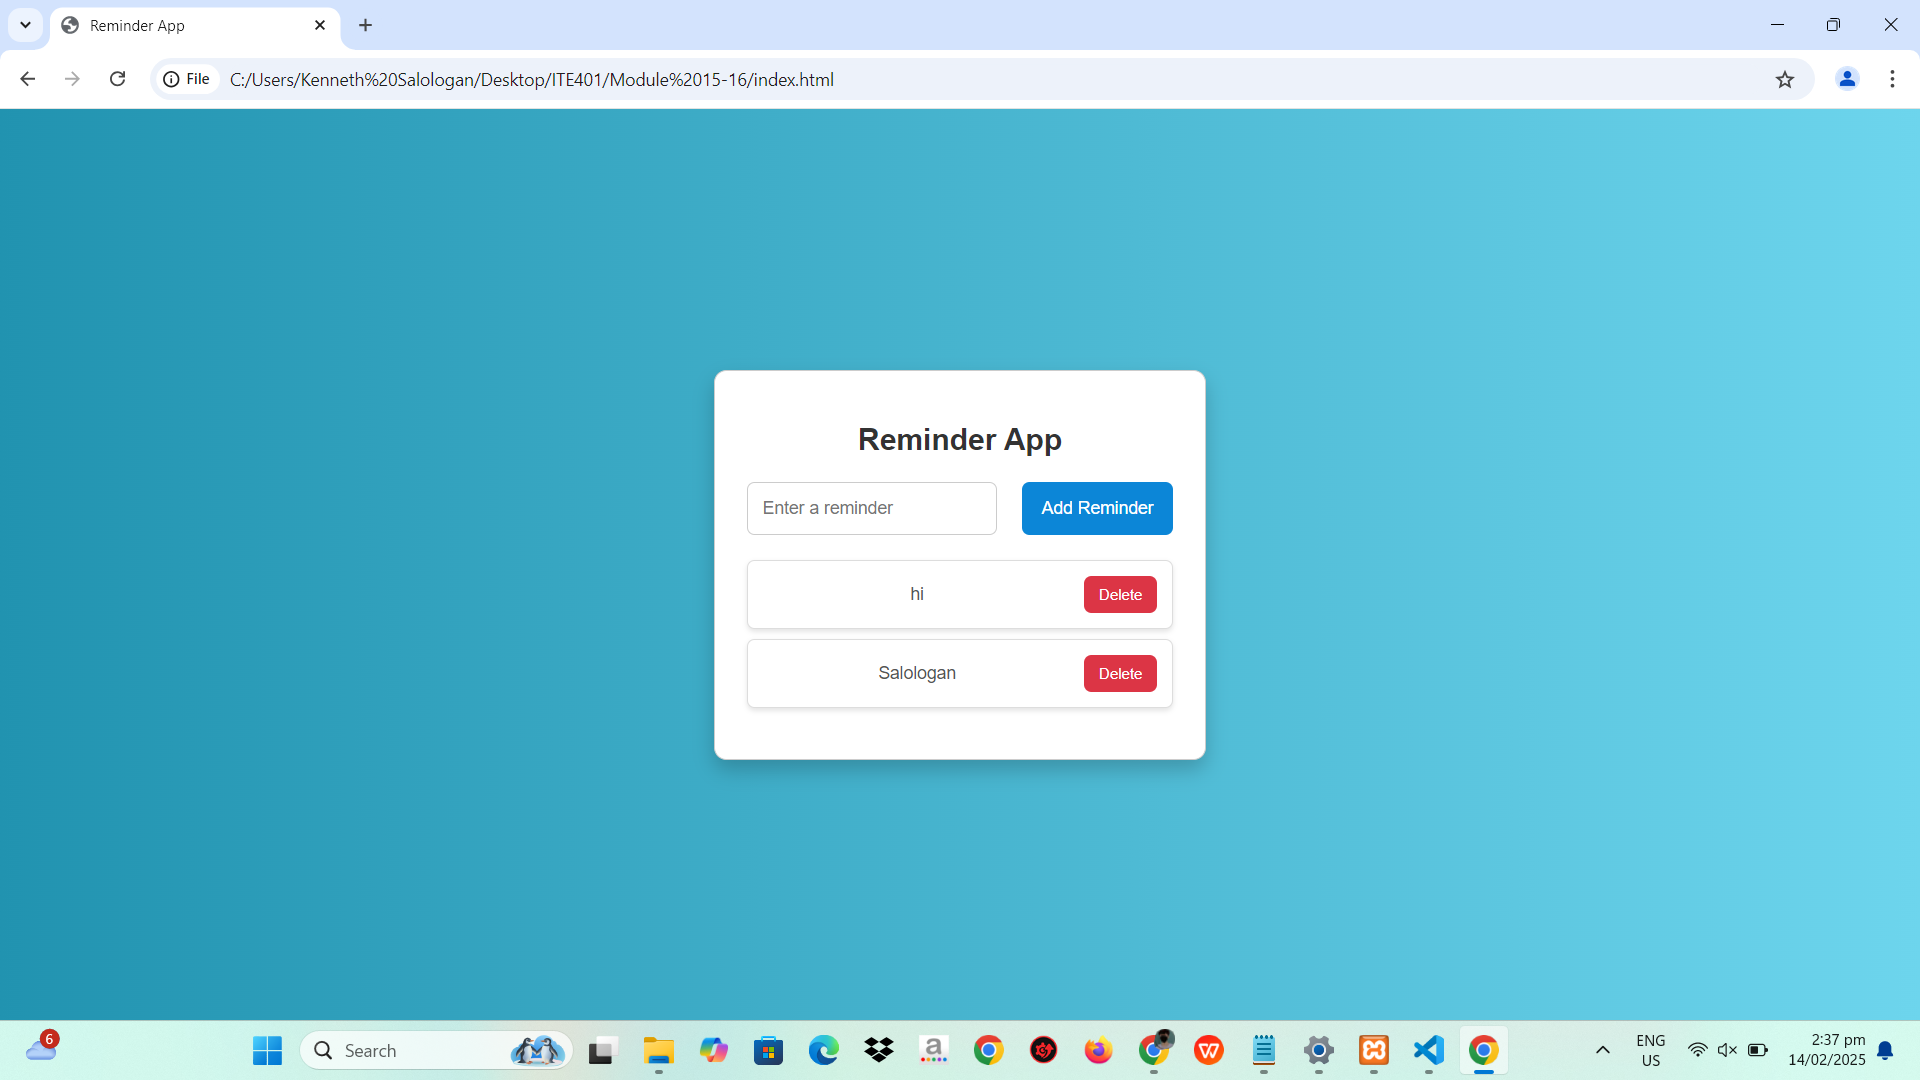 Reminder App
File
C:/Users/Kenneth%20Salologan/Desktop/ITE401/Module%2015-16/index.html
Reminder App
Enter a reminder
Add Reminder
hi
Delete
Salologan
Delete
6
Search
a
W
ENG
US
2:37 pm
14/02/2025